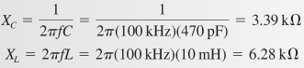 X_C = 1/(2πfC) = 1/(2π(100 kHz)(470 pF)) = 3.39 kΩ
X_L = 2πfL = 2π(100 kHz)(10 mH) = 6.28 kΩ